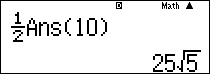 D Math ▲
½Ans(10)
25√5